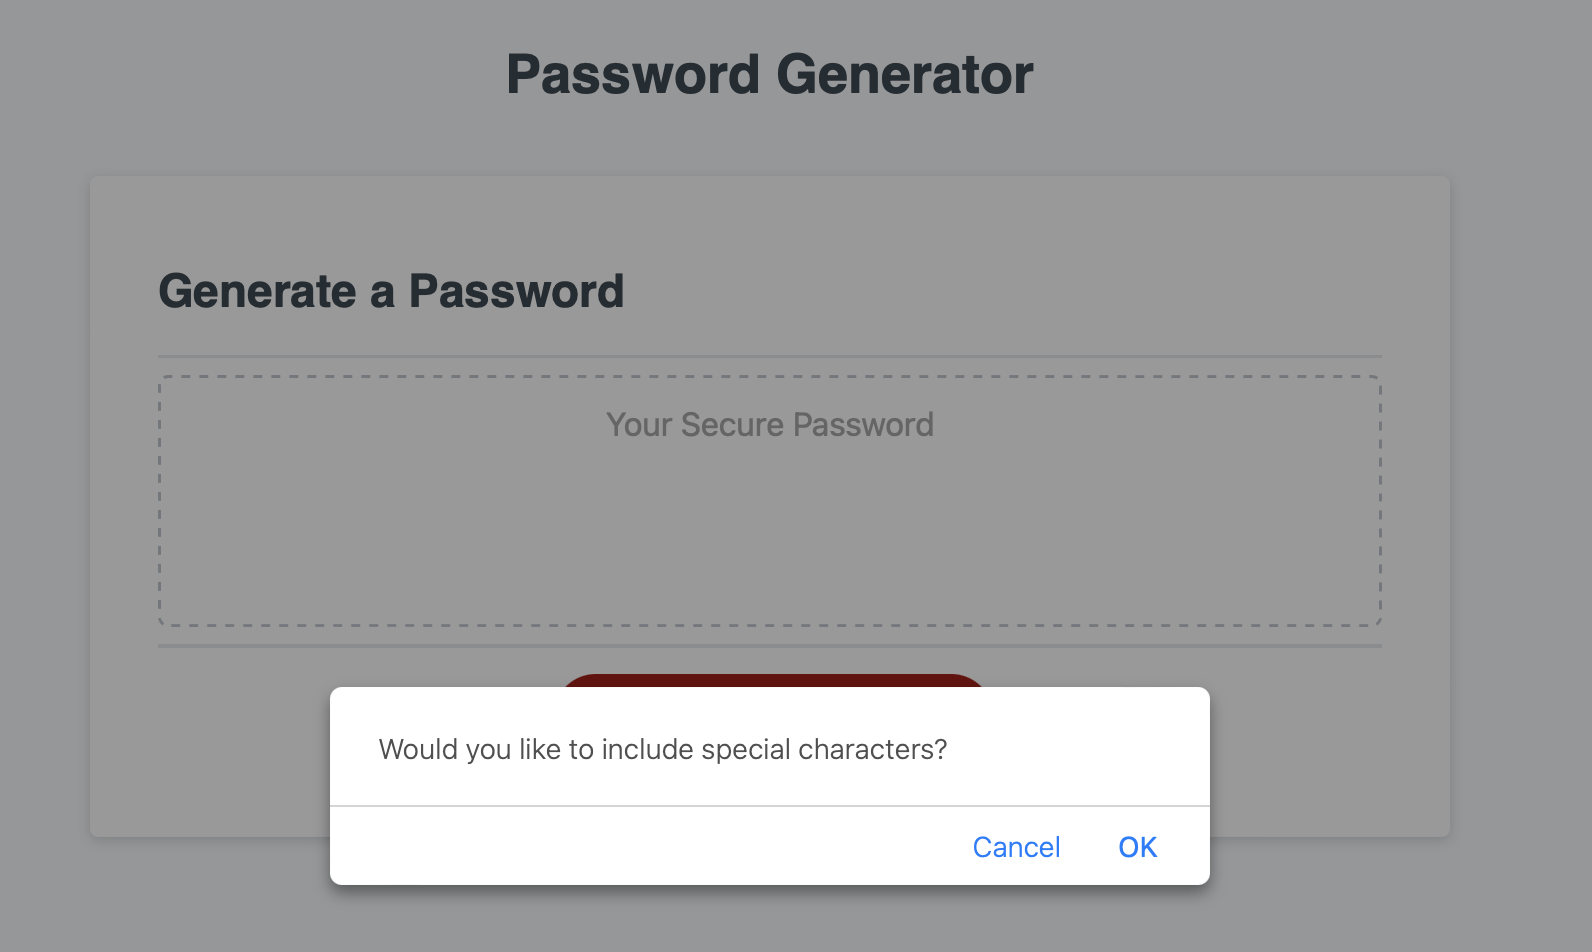 Password Generator
Generate a Password
Your Secure Password
Would you like to include special characters?
Cancel OK